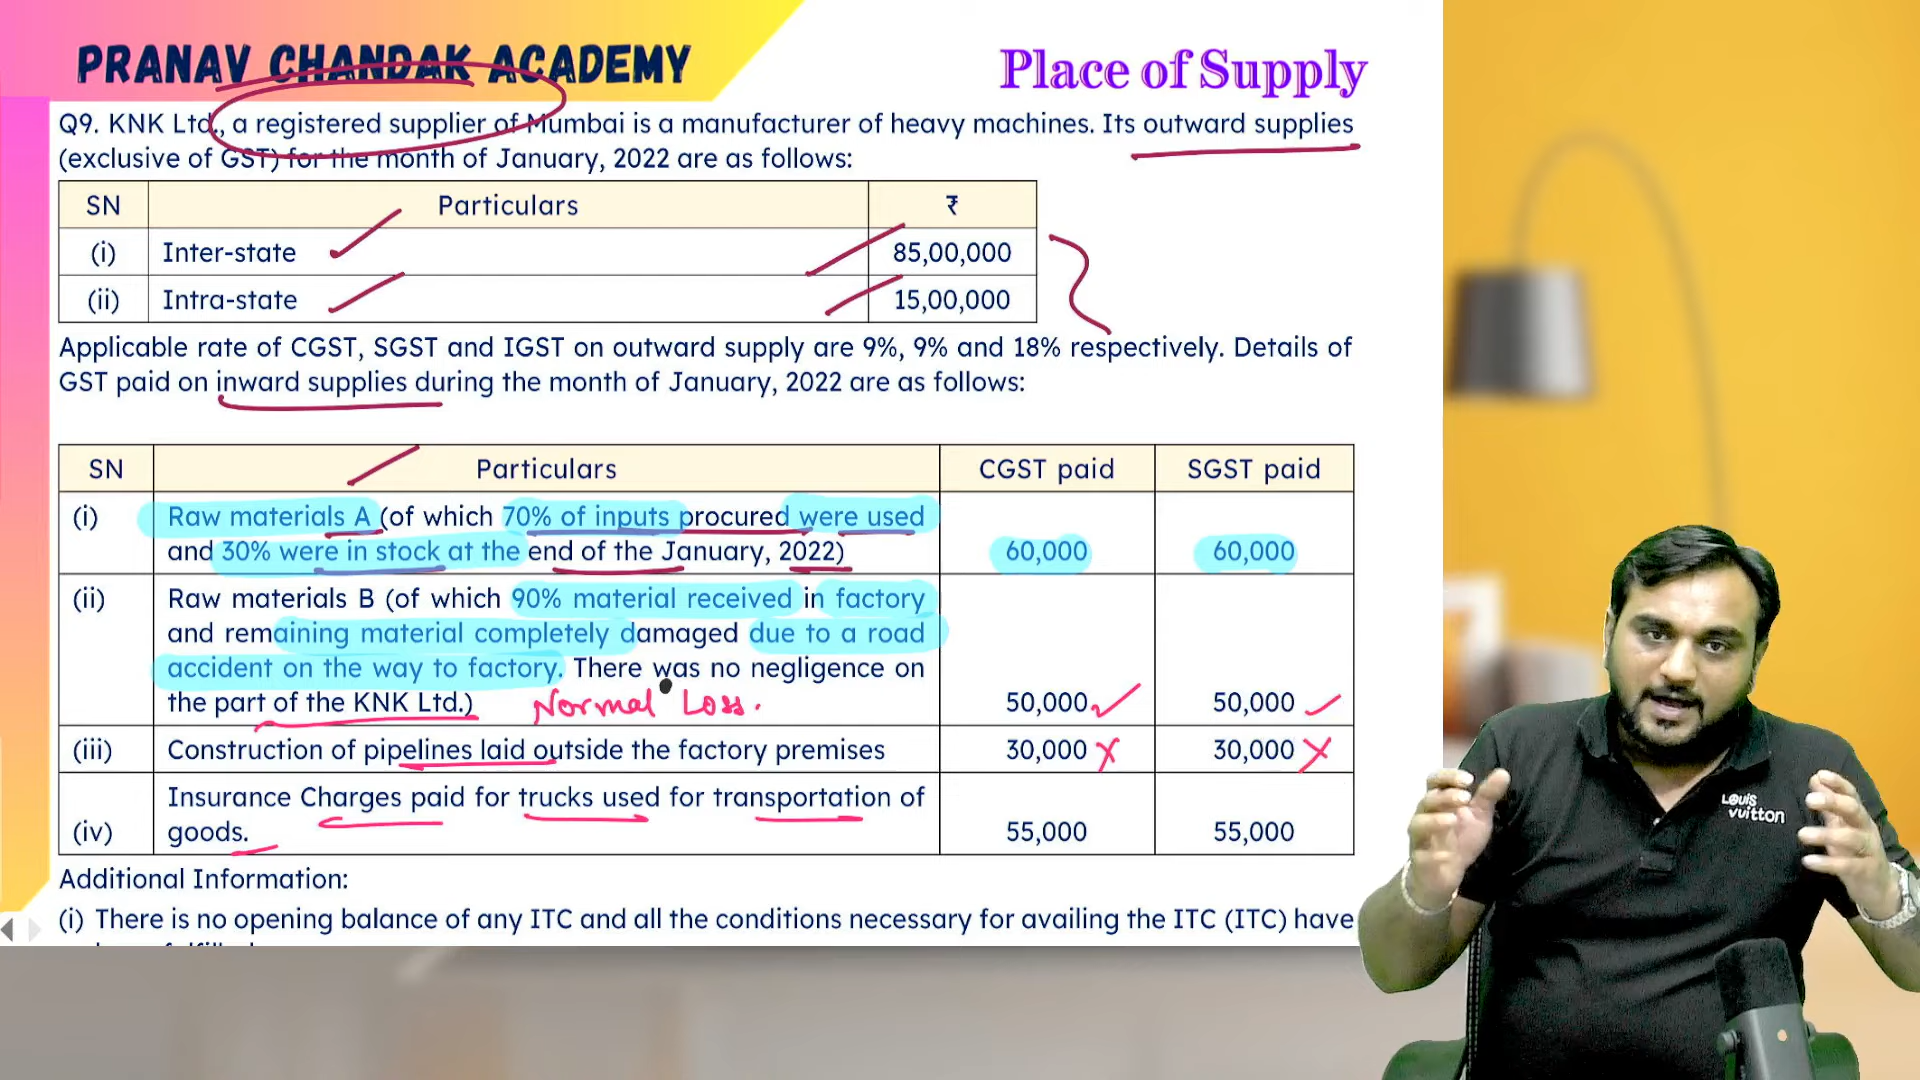 PRANAV CHANDAK ACADEMY
Place of Supply
Q9. KNK Ltd., a registered supplier of Mumbai is a manufacturer of heavy machines. Its outward supplies
(exclusive of GST) for the month of January, 2022 are as follows:
SN Particulars ₹
(i) Inter-state 85,00,000
(ii) Intra-state 15,00,000
Applicable rate of CGST, SGST and IGST on outward supply are 9%, 9% and 18% respectively. Details of
GST paid on inward supplies during the month of January, 2022 are as follows:
SN Particulars CGST paid SGST paid
(i) Raw materials A (of which 70% of inputs procured were used
and 30% were in stock at the end of the January, 2022) 60,000 60,000
(ii) Raw materials B (of which 90% material received in factory
and remaining material completely damaged due to a road
accident on the way to factory. There was no negligence on
the part of the KNK Ltd.) Normal Loss. 50,000 50,000
(iii) Construction of pipelines laid outside the factory premises 30,000 30,000
Insurance Charges paid for trucks used for transportation of
(iv) goods. 55,000 55,000
Additional Information:
(i) There is no opening balance of any ITC and all the conditions necessary for availing the ITC (ITC) have
Louis
vuitton